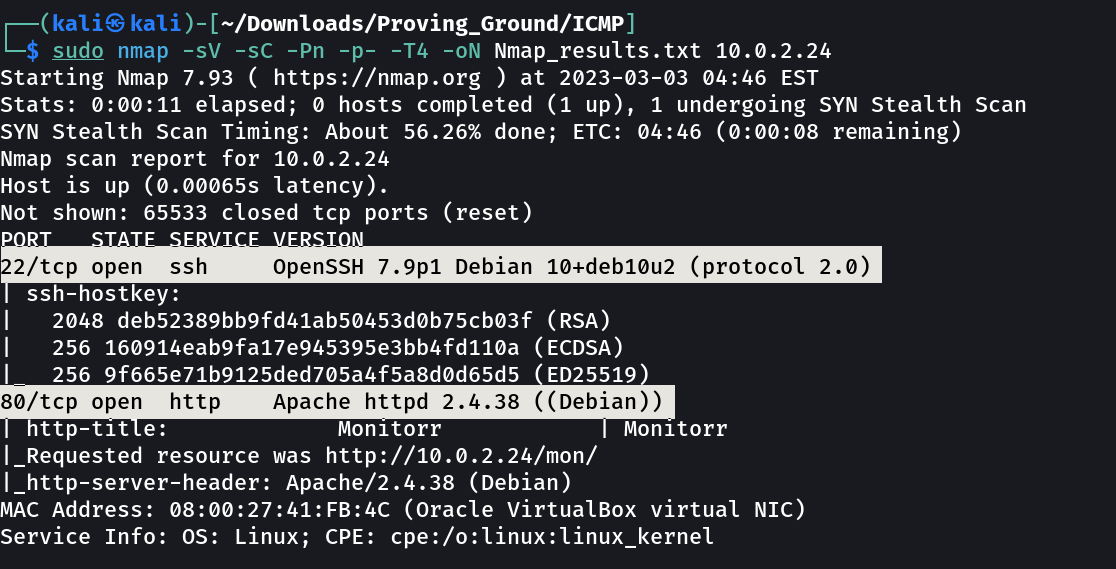 ┌──(kali㉿kali)-[~/Downloads/Proving_Ground/ICMP]
└─$ sudo nmap -sV -sC -Pn -p- -T4 -oN Nmap_results.txt 10.0.2.24
Starting Nmap 7.93 ( https://nmap.org ) at 2023-03-03 04:46 EST
Stats: 0:00:11 elapsed; 0 hosts completed (1 up), 1 undergoing SYN Stealth Scan
SYN Stealth Scan Timing: About 56.26% done; ETC: 04:46 (0:00:08 remaining)
Nmap scan report for 10.0.2.24
Host is up (0.00065s latency).
Not shown: 65533 closed tcp ports (reset)
PORT   STATE SERVICE VERSION
22/tcp open  ssh     OpenSSH 7.9p1 Debian 10+deb10u2 (protocol 2.0)
| ssh-hostkey:
|   2048 deb52389bb9fd41ab50453d0b75cb03f (RSA)
|   256 160914eab9fa17e945395e3bb4fd110a (ECDSA)
|_  256 9f665e71b9125ded705a4f5a8d0d65d5 (ED25519)
80/tcp open  http    Apache httpd 2.4.38 ((Debian))
| http-title:             Monitorr            | Monitorr
|_Requested resource was http://10.0.2.24/mon/
|_http-server-header: Apache/2.4.38 (Debian)
MAC Address: 08:00:27:41:FB:4C (Oracle VirtualBox virtual NIC)
Service Info: OS: Linux; CPE: cpe:/o:linux:linux_kernel